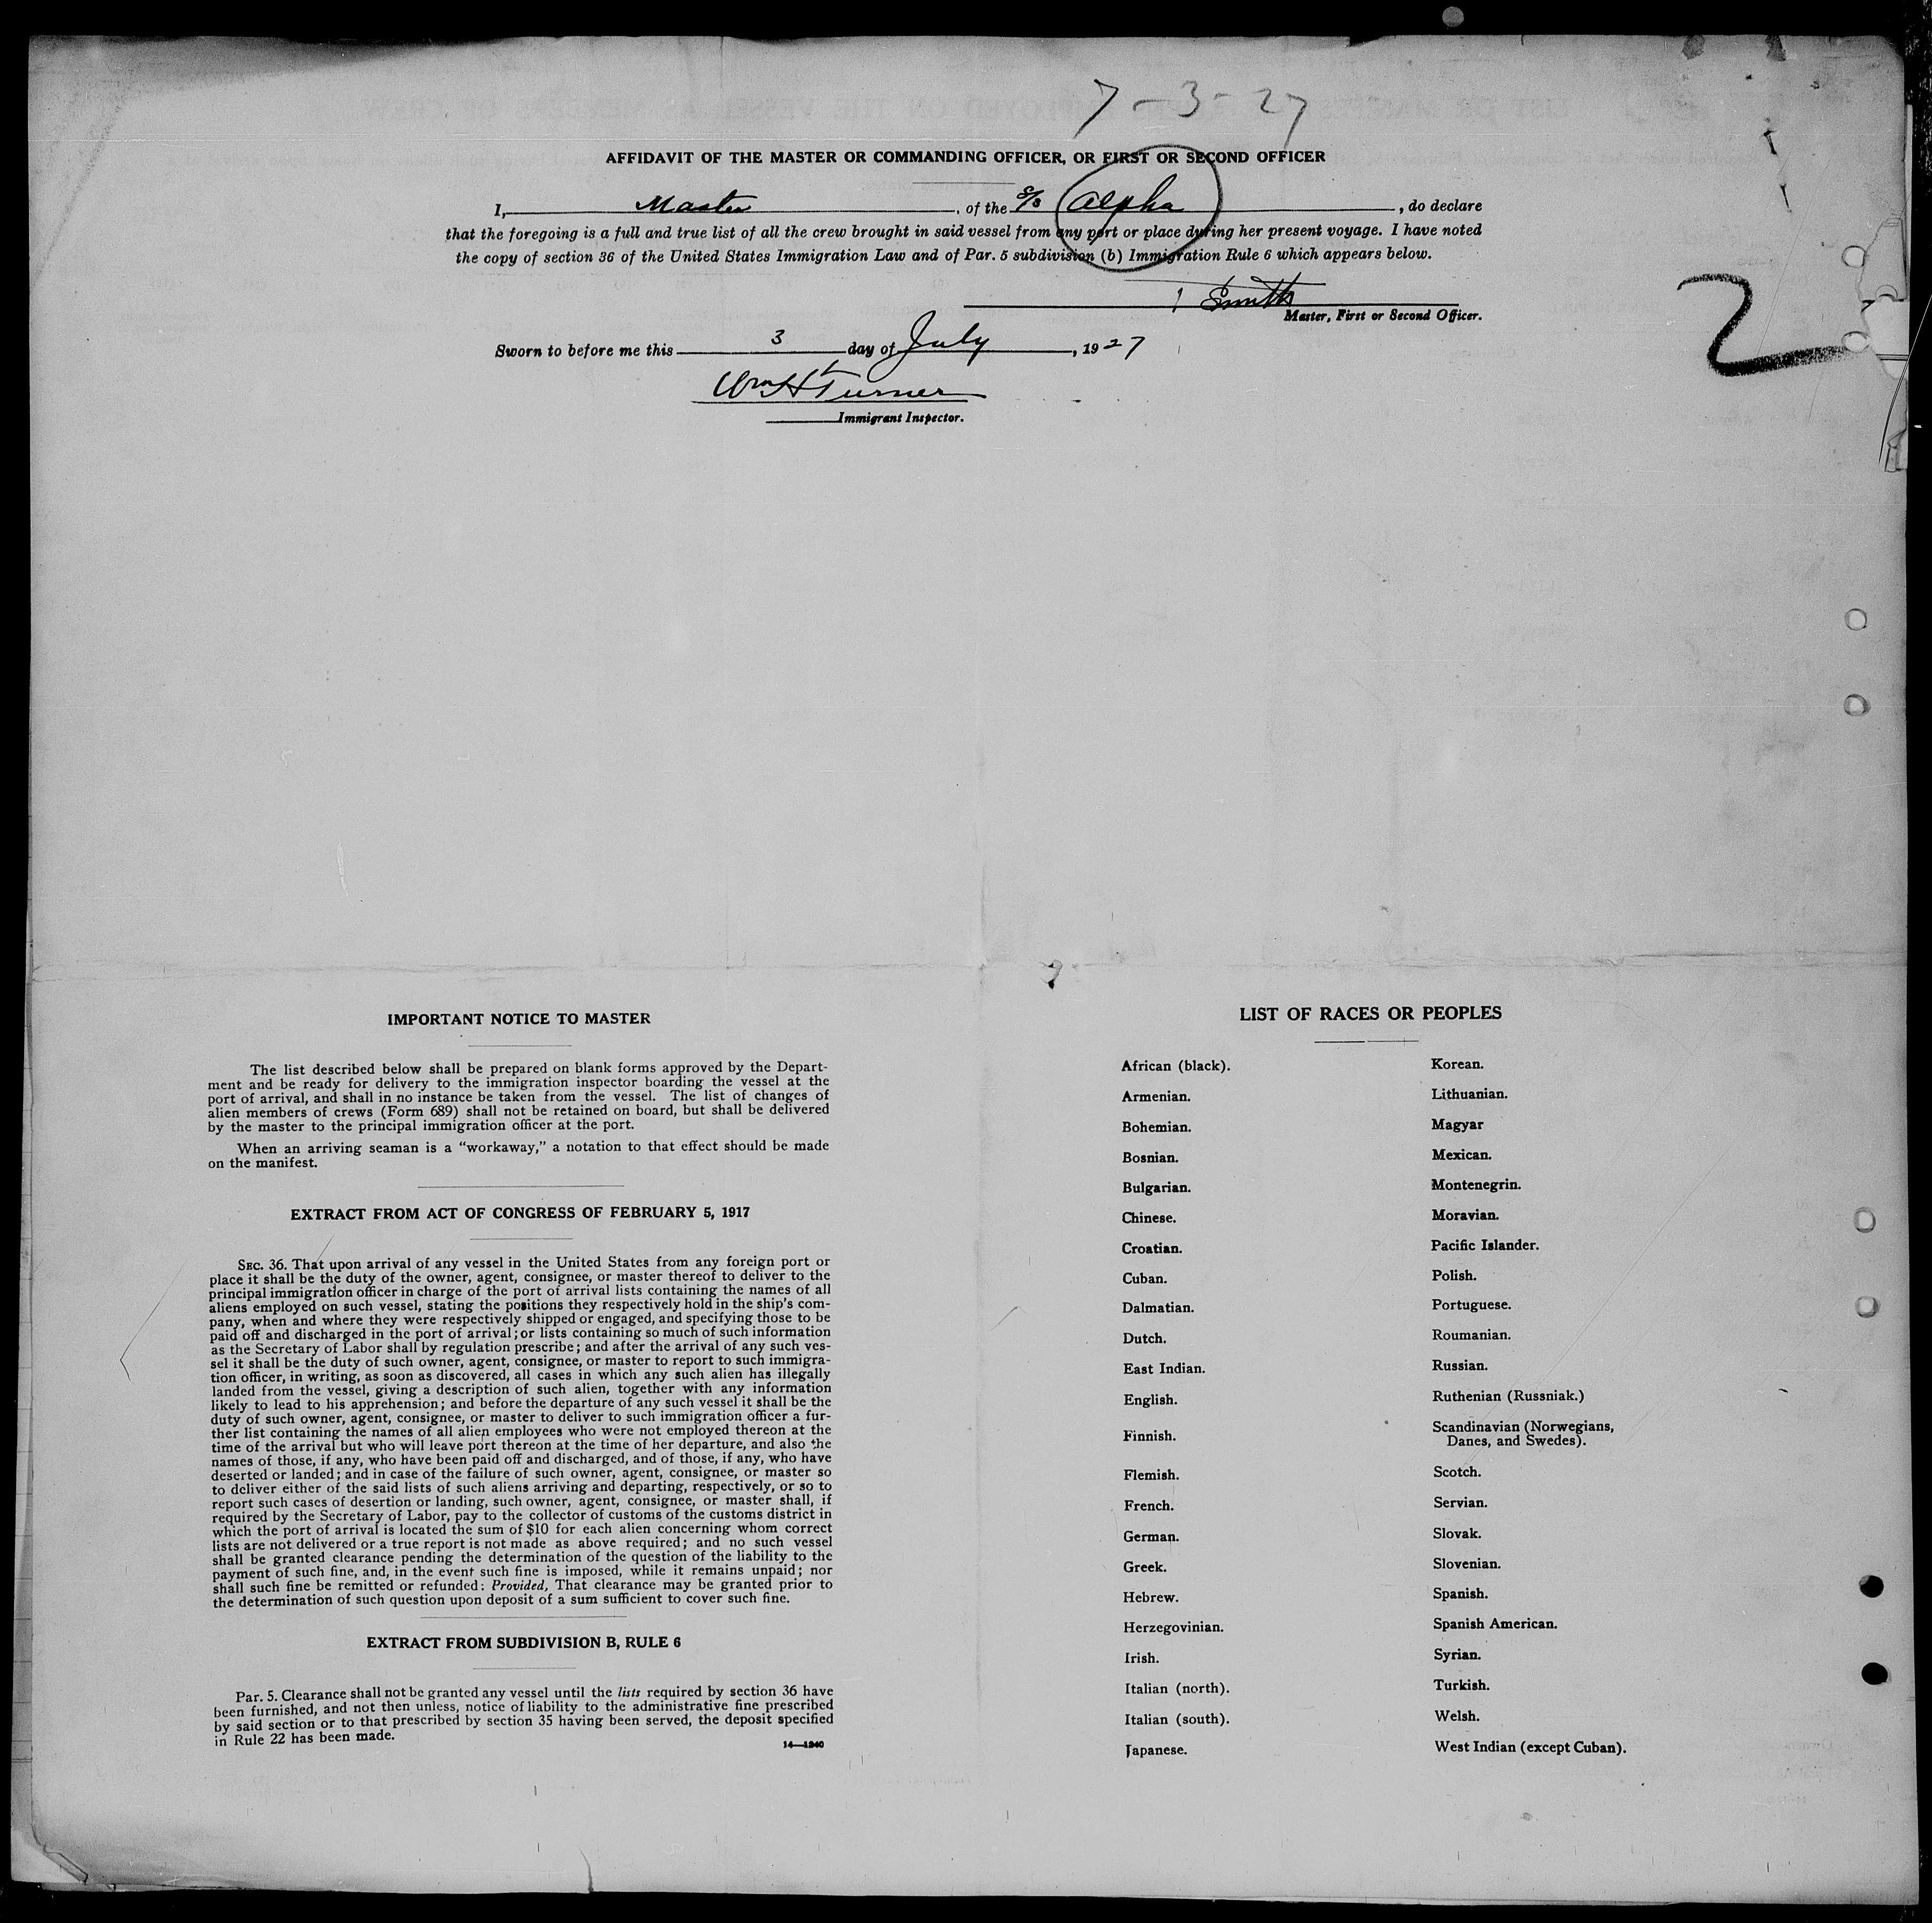 7-3-27
AFFIDAVIT OF THE MASTER OR COMMANDING OFFICER, OR FIRST OR SECOND OFFICER
I, Master, of the S/S Alpha, do declare
that the foregoing is a full and true list of all the crew brought in said vessel from any port or place during her present voyage. I have noted
the copy of section 36 of the United States Immigration Law and of Par. 5 subdivision (b) Immigration Rule 6 which appears below.
Smith
Master, First or Second Officer.
2
Sworn to before me this 3 day of July, 1927
Wm H Turner
Immigrant Inspector.
IMPORTANT NOTICE TO MASTER
The list described below shall be prepared on blank forms approved by the Depart-
ment and be ready for delivery to the immigration inspector boarding the vessel at the
port of arrival, and shall in no instance be taken from the vessel. The list of changes of
alien members of crews (Form 689) shall not be retained on board, but shall be delivered
by the master to the principal immigration officer at the port.
When an arriving seaman is a “workaway,” a notation to that effect should be made
on the manifest.
EXTRACT FROM ACT OF CONGRESS OF FEBRUARY 5, 1917
SEC. 36. That upon arrival of any vessel in the United States from any foreign port or
place it shall be the duty of the owner, agent, consignee, or master thereof to deliver to the
principal immigration officer in charge of the port of arrival lists containing the names of all
aliens employed on such vessel, stating the positions they respectively hold in the ship's com-
pany, when and where they were respectively shipped or engaged, and specifying those to be
paid off and discharged in the port of arrival; or lists containing so much of such information
as the Secretary of Labor shall by regulation prescribe; and after the arrival of any such ves-
sel it shall be the duty of such owner, agent, consignee, or master to report to such immigra-
tion officer, in writing, as soon as discovered, all cases in which any such alien has illegally
landed from the vessel, giving a description of such alien, together with any information
likely to lead to his apprehension; and before the departure of any such vessel it shall be the
duty of such owner, agent, consignee, or master to deliver to such immigration officer a fur-
ther list containing the names of all alien employees who were not employed thereon at the
time of the arrival but who will leave port thereon at the time of her departure, and also the
names of those, if any, who have been paid off and discharged, and of those, if any, who have
deserted or landed; and in case of the failure of such owner, agent, consignee, or master so
to deliver either of the said lists of such aliens arriving and departing, respectively, or so to
report such cases of desertion or landing, such owner, agent, consignee, or master shall, if
required by the Secretary of Labor, pay to the collector of customs of the customs district in
which the port of arrival is located the sum of $10 for each alien concerning whom correct
lists are not delivered or a true report is not made as above required; and no such vessel
shall be granted clearance pending the determination of the question of the liability to the
payment of such fine, and, in the event such fine is imposed, while it remains unpaid; nor
shall such fine be remitted or refunded: Provided, That clearance may be granted prior to
the determination of such question upon deposit of a sum sufficient to cover such fine.
EXTRACT FROM SUBDIVISION B, RULE 6
Par. 5. Clearance shall not be granted any vessel until the lists required by section 36 have
been furnished, and not then unless, notice of liability to the administrative fine prescribed
by said section or to that prescribed by section 35 having been served, the deposit specified
in Rule 22 has been made.
14—1240
LIST OF RACES OR PEOPLES
African (black).
Armenian.
Bohemian.
Bosnian.
Bulgarian.
Chinese.
Croatian.
Cuban.
Dalmatian.
Dutch.
East Indian.
English.
Finnish.
Flemish.
French.
German.
Greek.
Hebrew.
Herzegovinian.
Irish.
Italian (north).
Italian (south).
Japanese.
Korean.
Lithuanian.
Magyar
Mexican.
Montenegrin.
Moravian.
Pacific Islander.
Polish.
Portuguese.
Roumanian.
Russian.
Ruthenian (Russniak.)
Scandinavian (Norwegians,
Danes, and Swedes).
Scotch.
Servian.
Slovak.
Slovenian.
Spanish.
Spanish American.
Syrian.
Turkish.
Welsh.
West Indian (except Cuban).